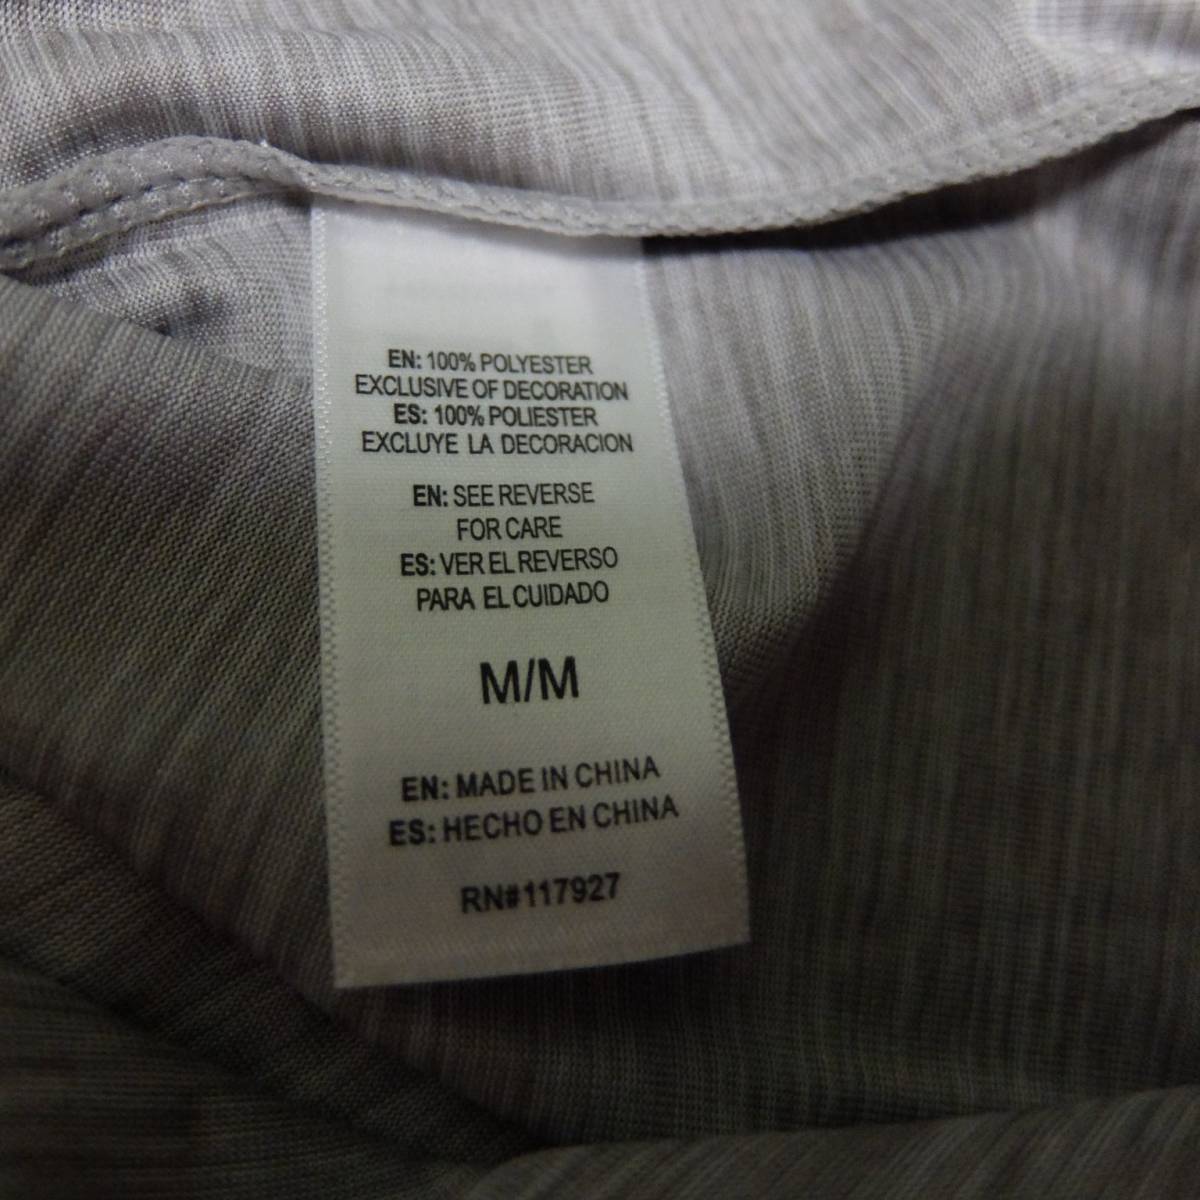 EN: 100% POLYESTER
EXCLUSIVE OF DECORATION
ES: 100% POLIESTER
EXCLUYE LA DECORACION
EN: SEE REVERSE
FOR CARE
ES: VER EL REVERSO
PARA EL CUIDADO
M/M
EN: MADE IN CHINA
ES: HECHO EN CHINA
RN#117927